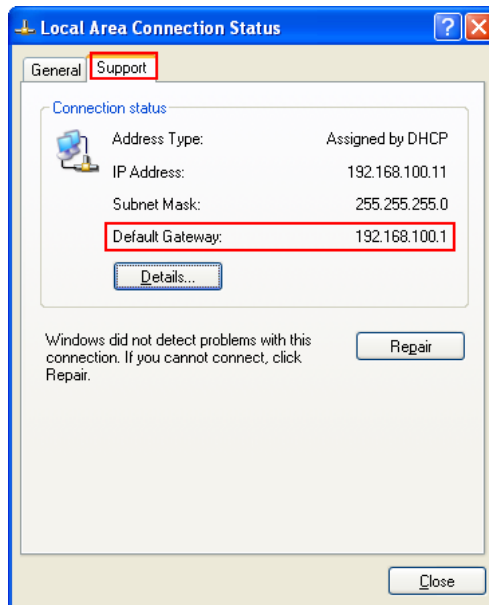 Local Area Connection Status
General Support
Connection status
Address Type: Assigned by DHCP
IP Address: 192.168.100.11
Subnet Mask: 255.255.255.0
Default Gateway: 192.168.100.1
Details...
Windows did not detect problems with this
connection. If you cannot connect, click
Repair.
Repair
Close